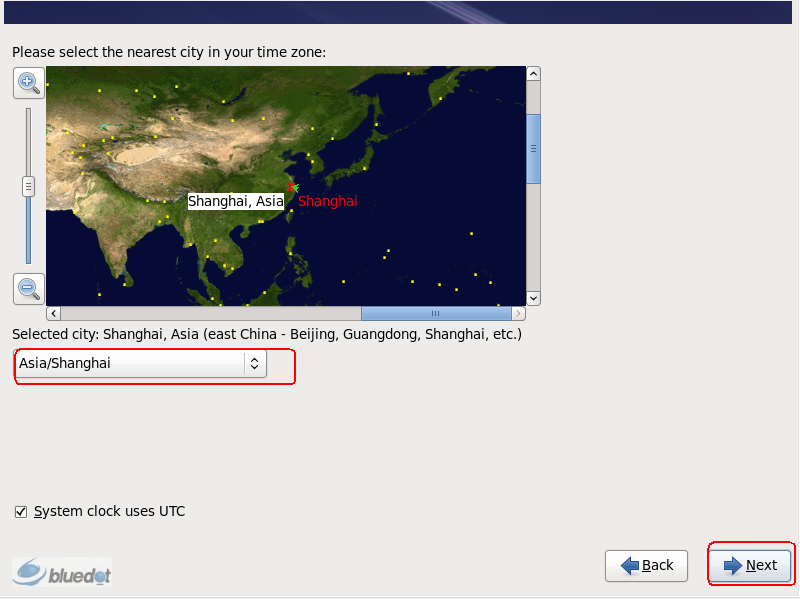 Please select the nearest city in your time zone:
Shanghai, Asia
Shanghai
Selected city: Shanghai, Asia (east China - Beijing, Guangdong, Shanghai, etc.)
Asia/Shanghai
System clock uses UTC
bluedot
Back
Next